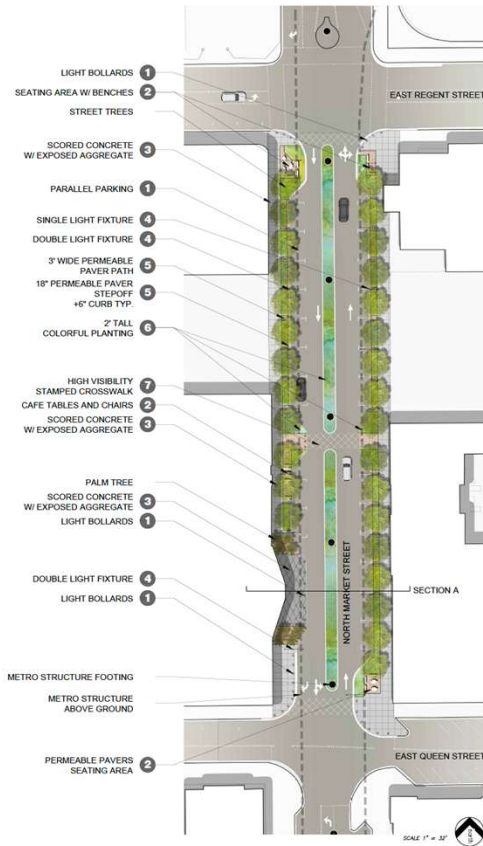 LIGHT BOLLARDS 1
SEATING AREA W/ BENCHES 2
STREET TREES
SCORED CONCRETE 3
W/ EXPOSED AGGREGATE
PARALLEL PARKING 1
SINGLE LIGHT FIXTURE 4
DOUBLE LIGHT FIXTURE 4
3' WIDE PERMEABLE 5
PAVER PATH
18" PERMEABLE PAVER
STEPOFF 5
+6" CURB TYP.
2' TALL 6
COLORFUL PLANTING
HIGH VISIBILITY 7
STAMPED CROSSWALK
CAFE TABLES AND CHAIRS 2
SCORED CONCRETE 3
W/ EXPOSED AGGREGATE
PALM TREE
SCORED CONCRETE 3
W/ EXPOSED AGGREGATE
LIGHT BOLLARDS 1
DOUBLE LIGHT FIXTURE 4
LIGHT BOLLARDS 1
METRO STRUCTURE FOOTING
METRO STRUCTURE
ABOVE GROUND
PERMEABLE PAVERS 2
SEATING AREA
EAST REGENT STREET
NORTH MARKET STREET
SECTION A
EAST QUEEN STREET
SCALE 1" = 32'
north